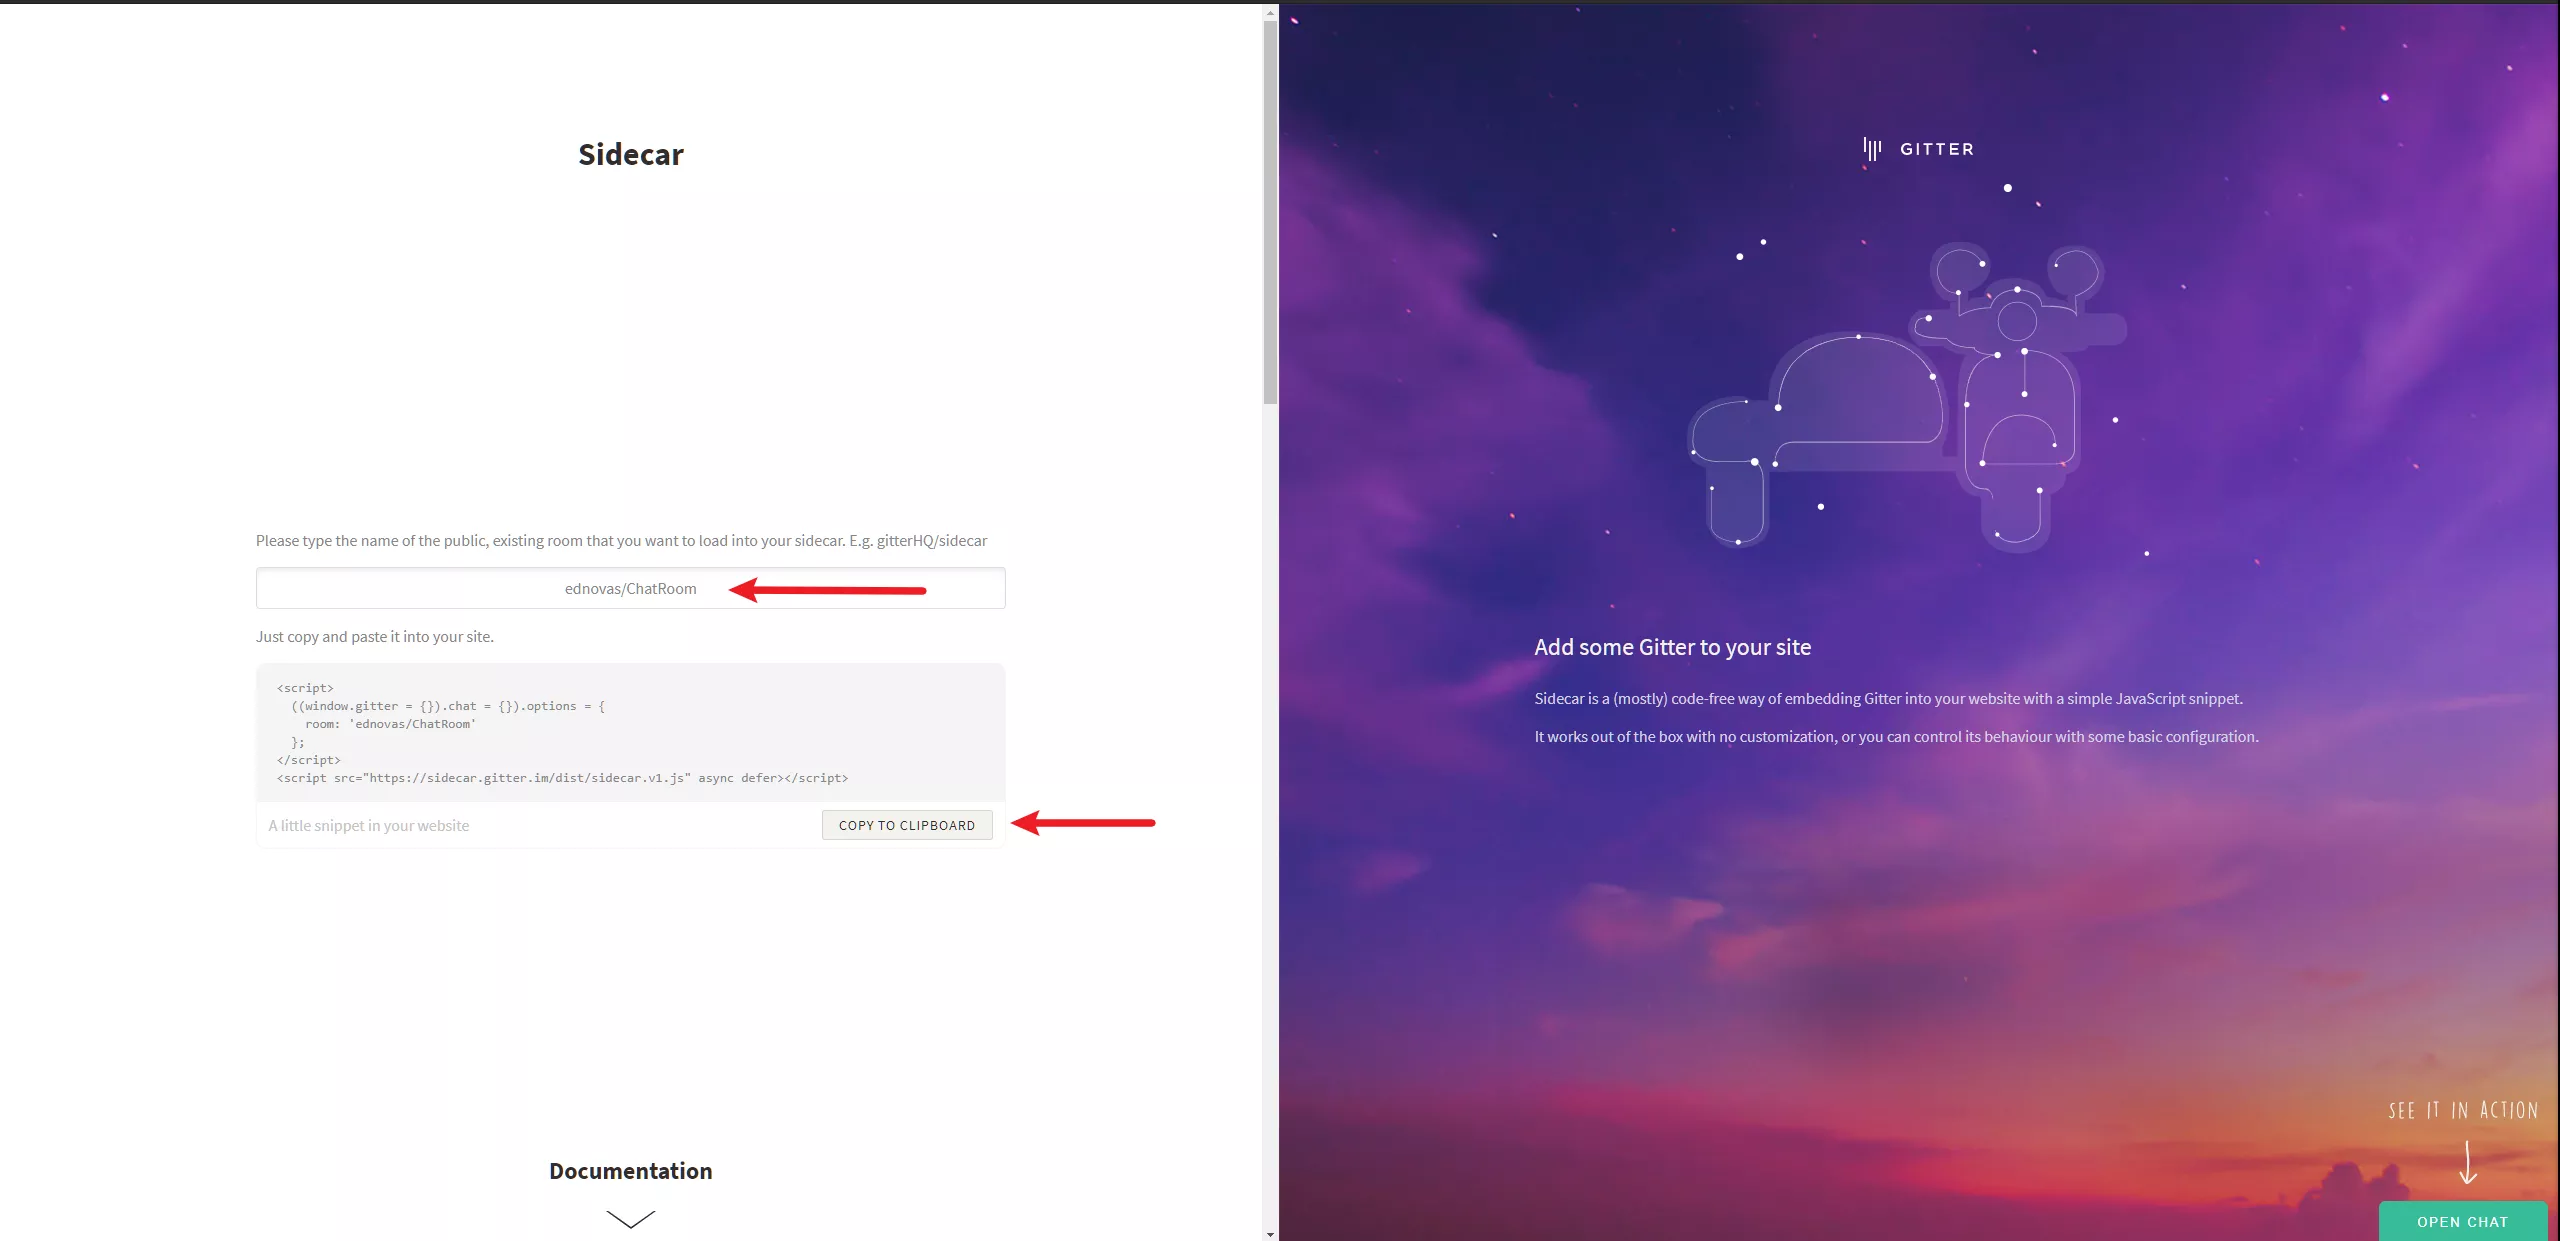 Sidecar
Please type the name of the public, existing room that you want to load into your sidecar. E.g. gitterHQ/sidecar
ednovas/ChatRoom
Just copy and paste it into your site.
<script>
  ((window.gitter = {}).chat = {}).options = {
    room: 'ednovas/ChatRoom'
  };
</script>
<script src="https://sidecar.gitter.im/dist/sidecar.v1.js" async defer></script>
A little snippet in your website
COPY TO CLIPBOARD
Documentation
GITTER
Add some Gitter to your site
Sidecar is a (mostly) code-free way of embedding Gitter into your website with a simple JavaScript snippet.
It works out of the box with no customization, or you can control its behaviour with some basic configuration.
SEE IT IN ACTION
OPEN CHAT